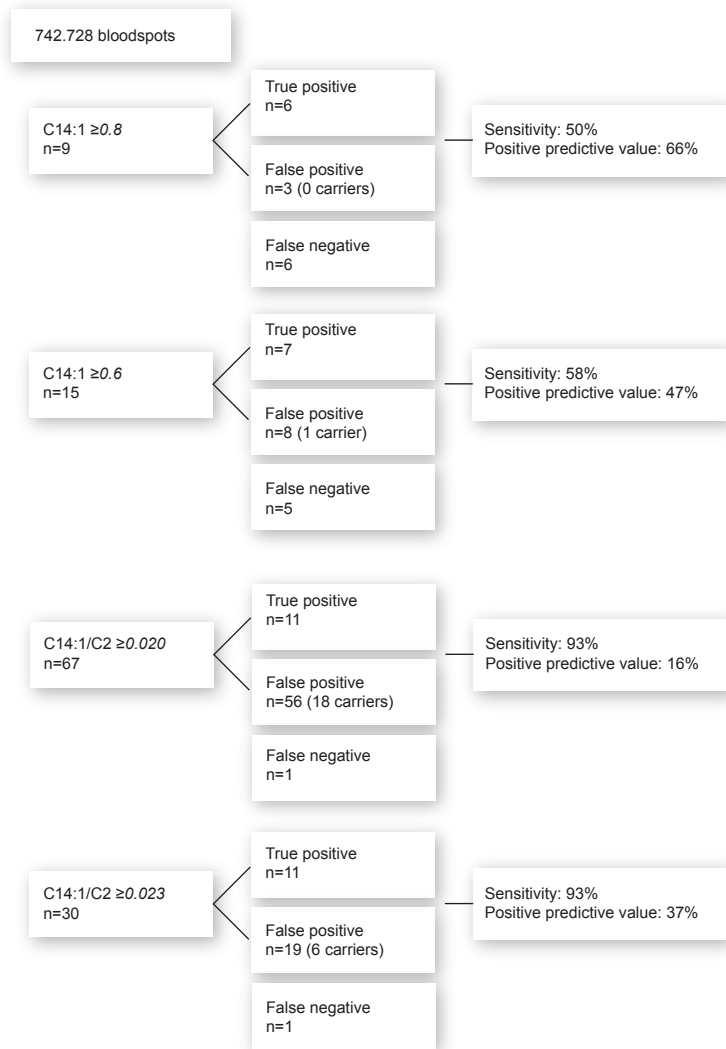 742.728 bloodspots
C14:1 ≥0.8
n=9
True positive
n=6
False positive
n=3 (0 carriers)
False negative
n=6
Sensitivity: 50%
Positive predictive value: 66%
C14:1 ≥0.6
n=15
True positive
n=7
False positive
n=8 (1 carrier)
False negative
n=5
Sensitivity: 58%
Positive predictive value: 47%
C14:1/C2 ≥0.020
n=67
True positive
n=11
False positive
n=56 (18 carriers)
False negative
n=1
Sensitivity: 93%
Positive predictive value: 16%
C14:1/C2 ≥0.023
n=30
True positive
n=11
False positive
n=19 (6 carriers)
False negative
n=1
Sensitivity: 93%
Positive predictive value: 37%